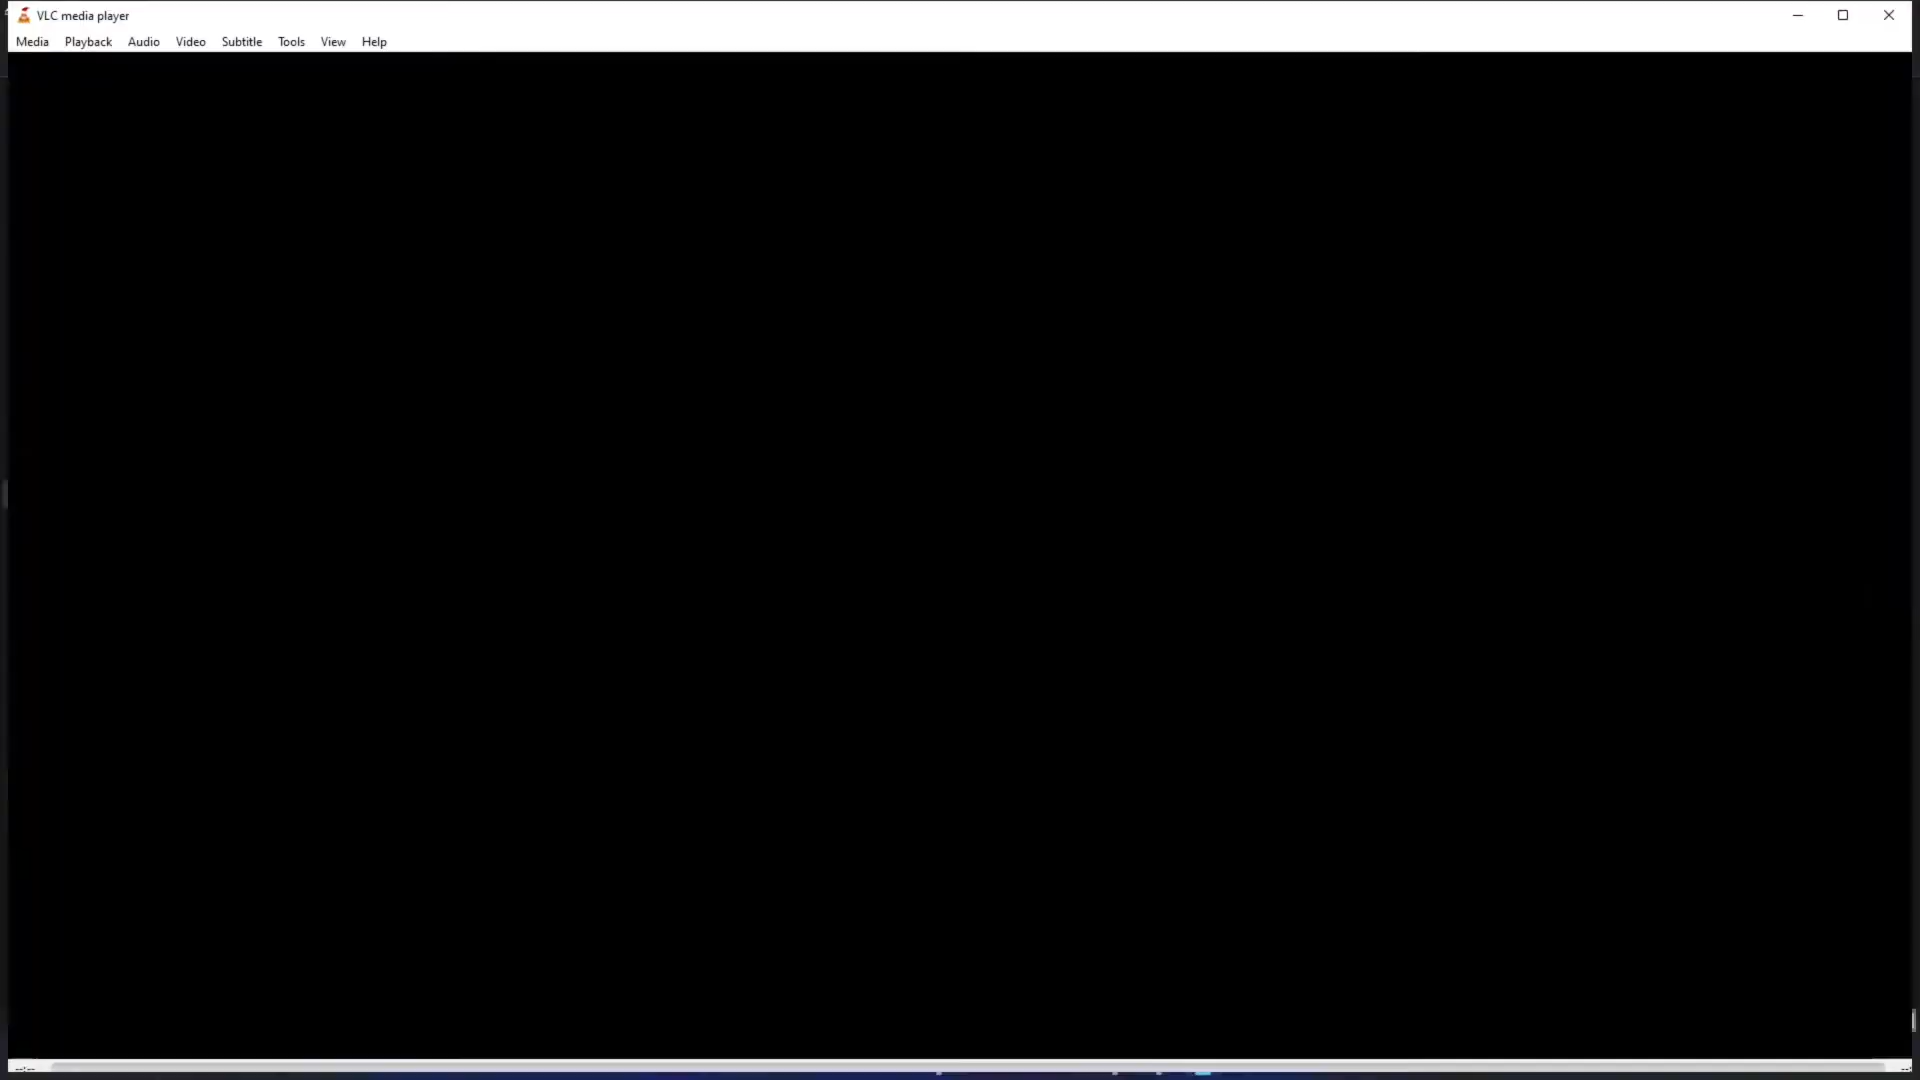 VLC media player
Media Playback Audio Video Subtitle Tools View Help
--:--